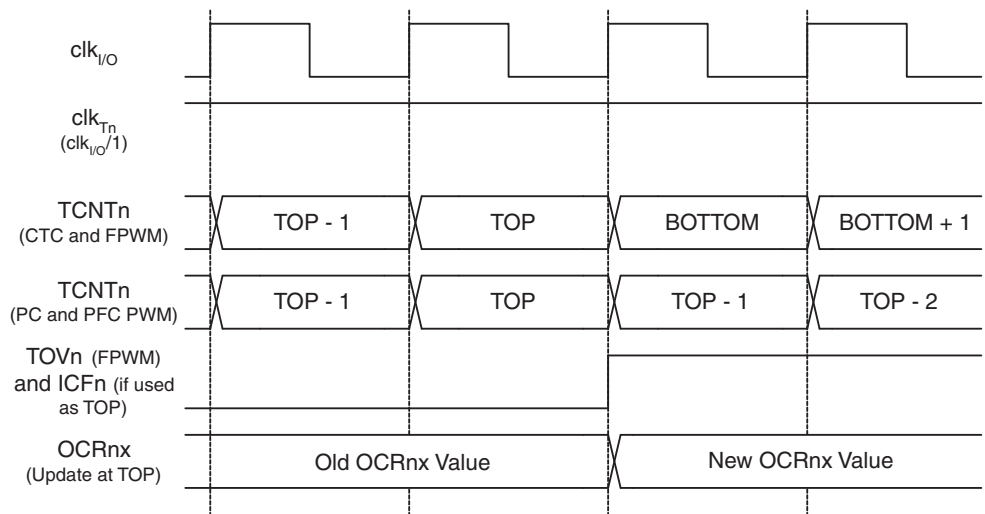 clkI/O
clkTn
(clkI/O/1)
TCNTn
(CTC and FPWM)
TOP - 1
TOP
BOTTOM
BOTTOM + 1
TCNTn
(PC and PFC PWM)
TOP - 1
TOP
TOP - 1
TOP - 2
TOVn (FPWM)
and ICFn (if used
as TOP)
OCRnx
(Update at TOP)
Old OCRnx Value
New OCRnx Value